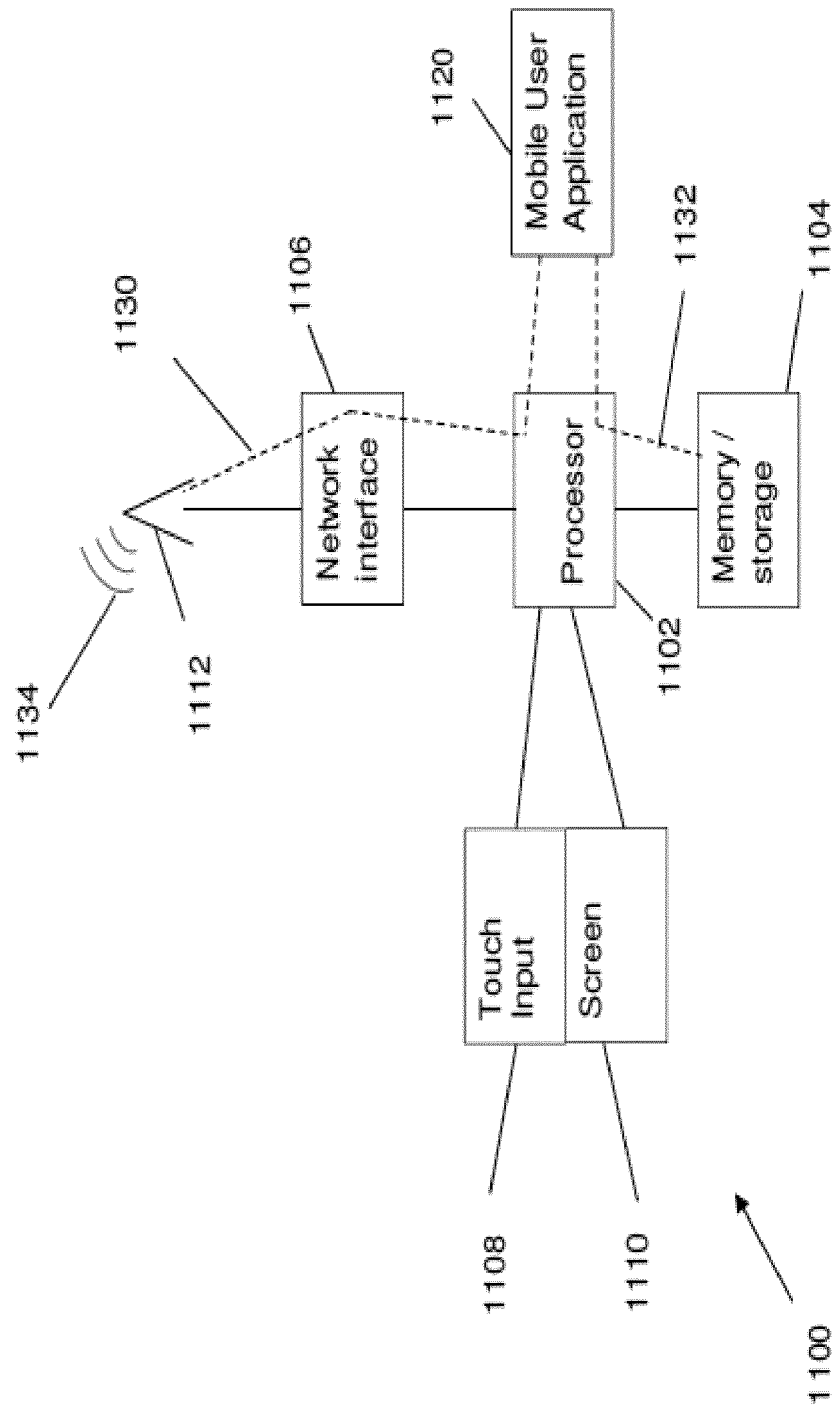 1100
1108
1110
Touch
Input
Screen
1134
1112
1102
Network
interface
Processor
Memory /
storage
1130
1106
1132
1104
1120
Mobile User
Application